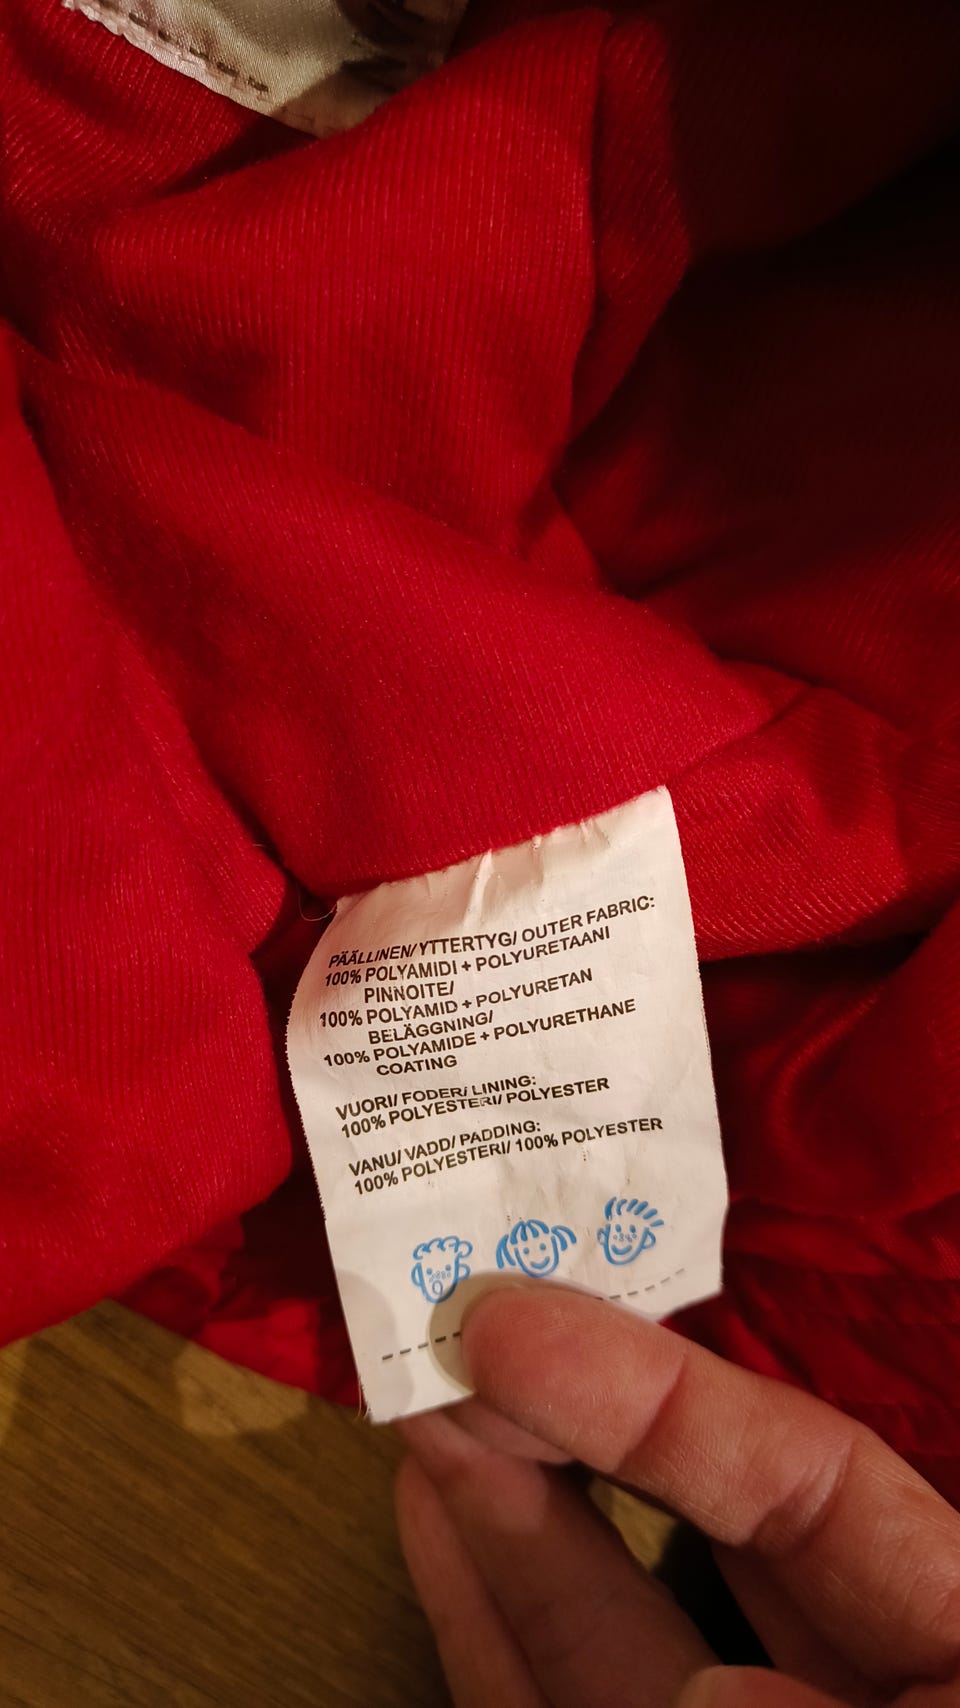 PÄÄLLINEN/ YTTERTYG/ OUTER FABRIC:
100% POLYAMIDI + POLYURETAANI
PINNOITE/
100% POLYAMID + POLYURETAN
BELÄGGNING/
100% POLYAMIDE + POLYURETHANE
COATING
VUORI/ FODER/ LINING:
100% POLYESTERI/ POLYESTER
VANU/ VADD/ PADDING:
100% POLYESTERI/ 100% POLYESTER